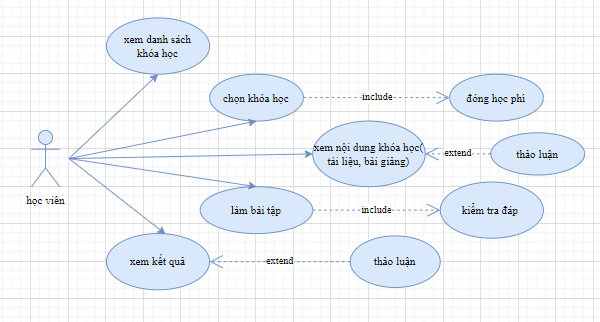 xem danh sách
khóa học
chọn khóa học
include
đóng học phí
xem nội dung khóa học(
tài liệu, bài giảng)
extend
thảo luận
học viên
làm bài tập
include
kiểm tra đáp
xem kết quả
extend
thảo luận